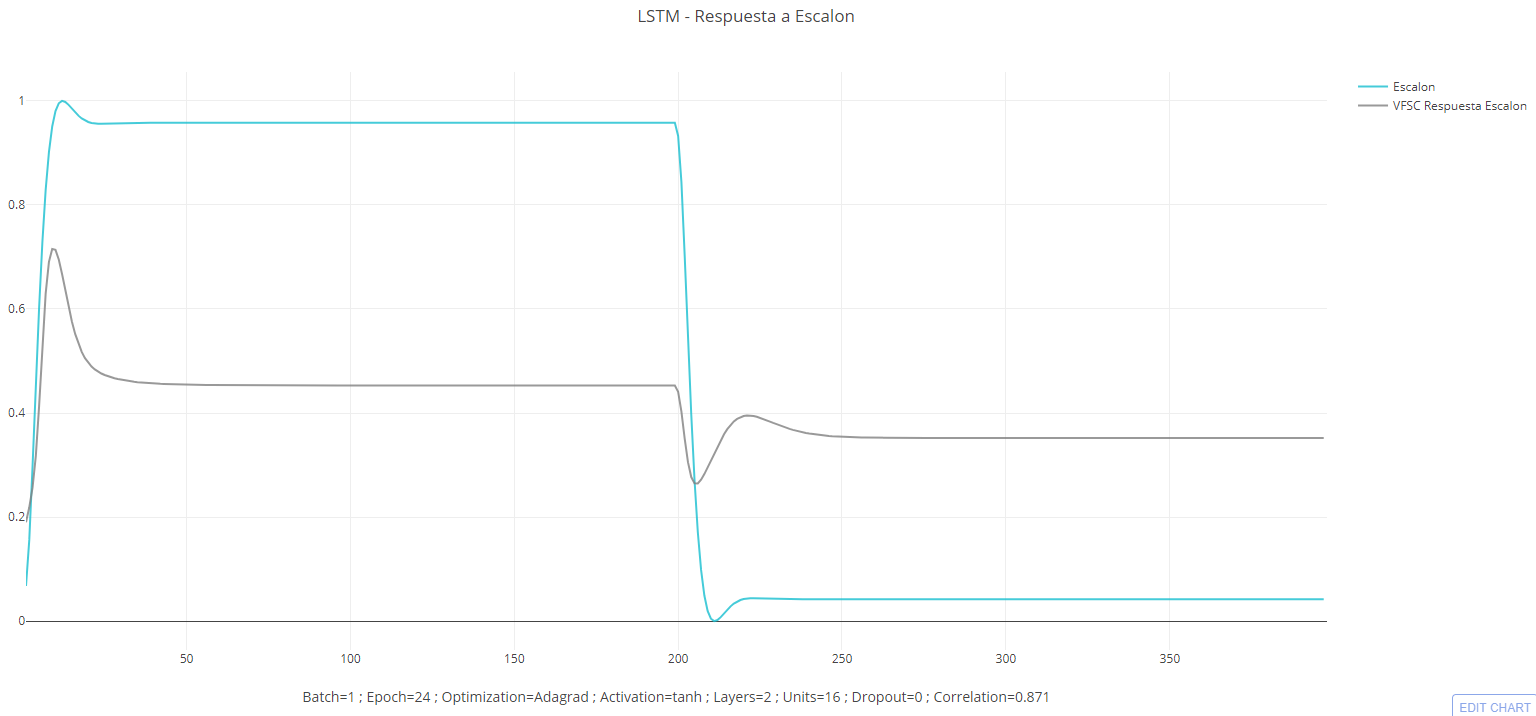 LSTM - Respuesta a Escalon
Escalon
VFSC Respuesta Escalon
1
0.8
0.6
0.4
0.2
0
50 100 150 200 250 300 350
Batch=1 ; Epoch=24 ; Optimization=Adagrad ; Activation=tanh ; Layers=2 ; Units=16 ; Dropout=0 ; Correlation=0.871
EDIT CHART